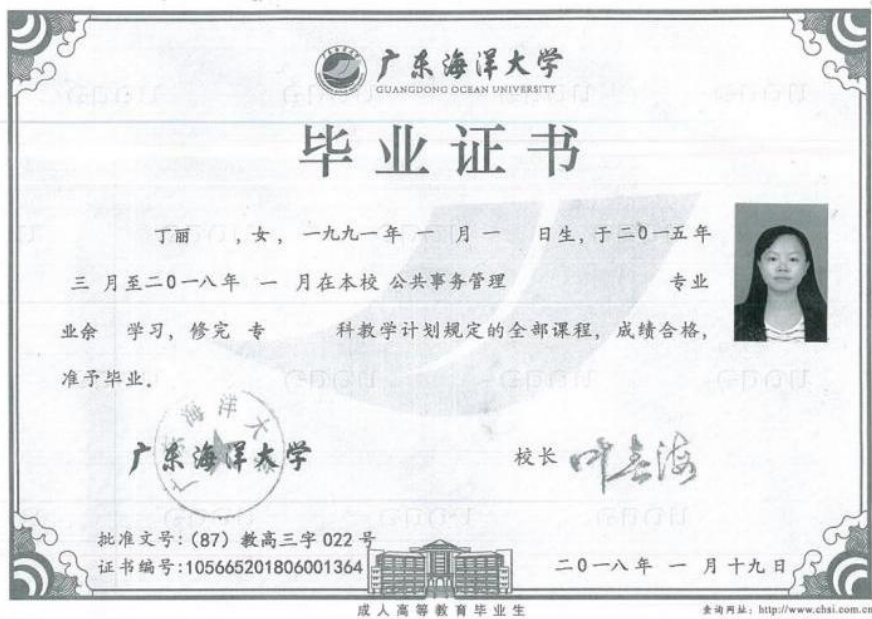 广东海洋大学
GUANGDONG OCEAN UNIVERSITY
毕业证书
丁丽 ,女,一九九一年一月一 日生,于二0一五年
三 月至二0一八年 一 月在本校 公共事务管理 专业
业余 学习,修完 专 科教学计划规定的全部课程,成绩合格,
准予毕业.
广东海洋大学
校长 叶春海
批准文号:(87)教高三字 022 号
证书编号:105665201806001364
二0一八年 一 月十九日
成人高等教育毕业生
查询网址:http://www.chsi.com.cn